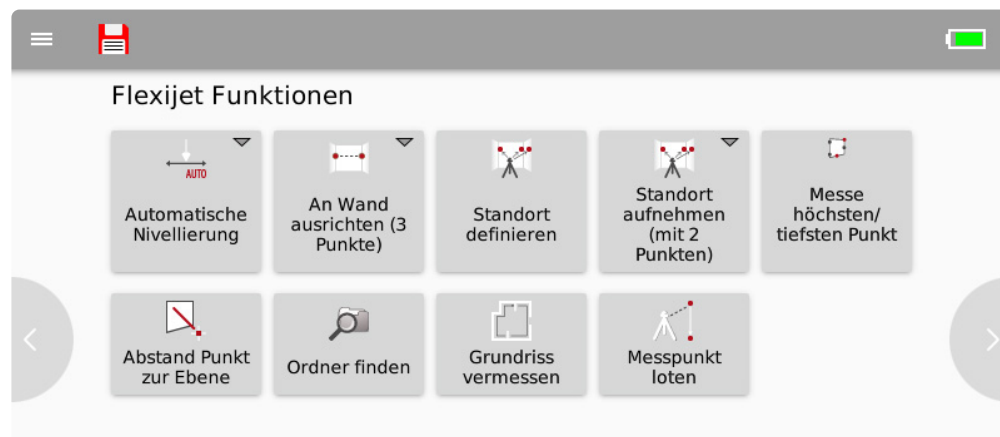 Flexijet Funktionen
AUTO
Automatische
Nivellierung
An Wand
ausrichten (3
Punkte)
Standort
definieren
Standort
aufnehmen
(mit 2
Punkten)
Messe
höchsten/
tiefsten Punkt
Abstand Punkt
zur Ebene
Ordner finden
Grundriss
vermessen
Messpunkt
loten